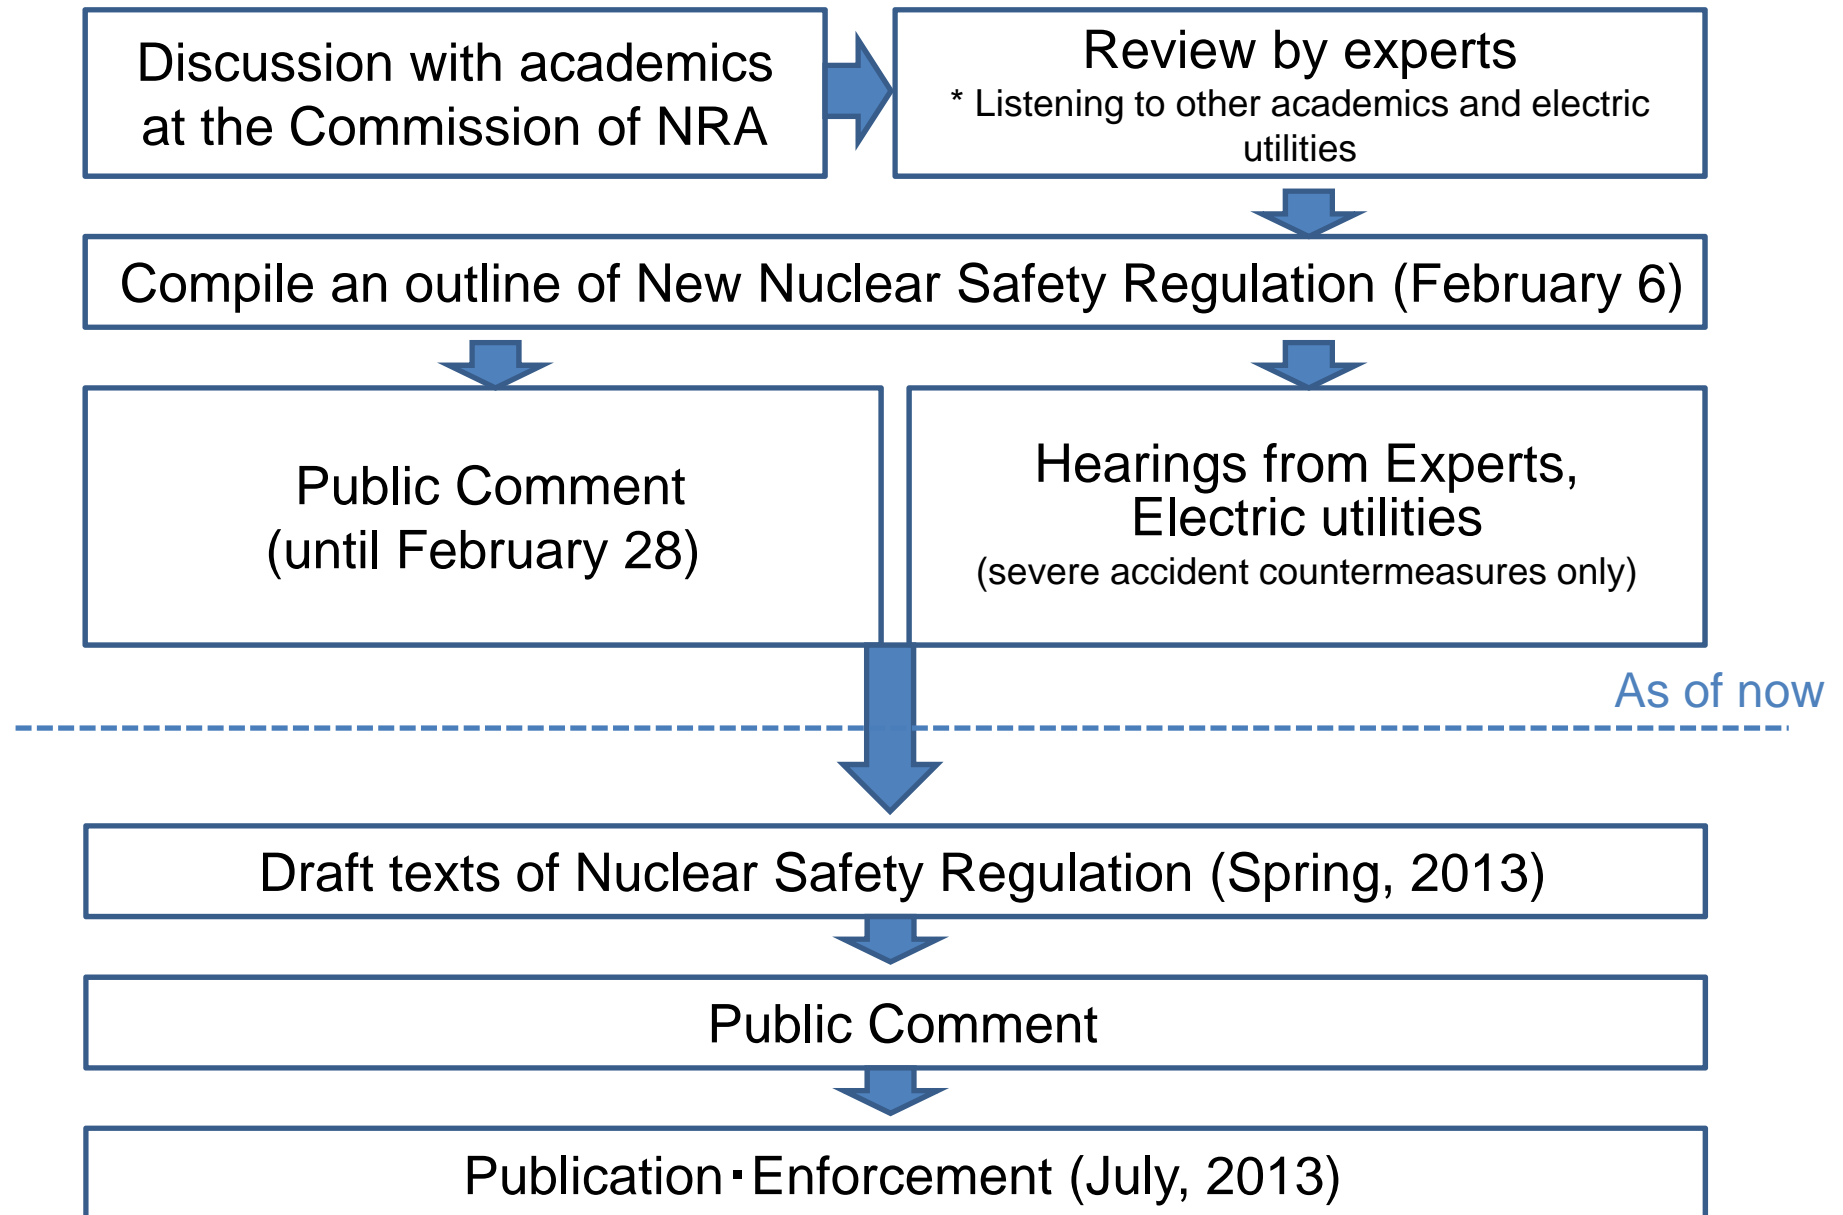 Discussion with academics
at the Commission of NRA
Review by experts
* Listening to other academics and electric
utilities
Compile an outline of New Nuclear Safety Regulation (February 6)
Public Comment
(until February 28)
Hearings from Experts,
Electric utilities
(severe accident countermeasures only)
As of now
Draft texts of Nuclear Safety Regulation (Spring, 2013)
Public Comment
Publication・Enforcement (July, 2013)